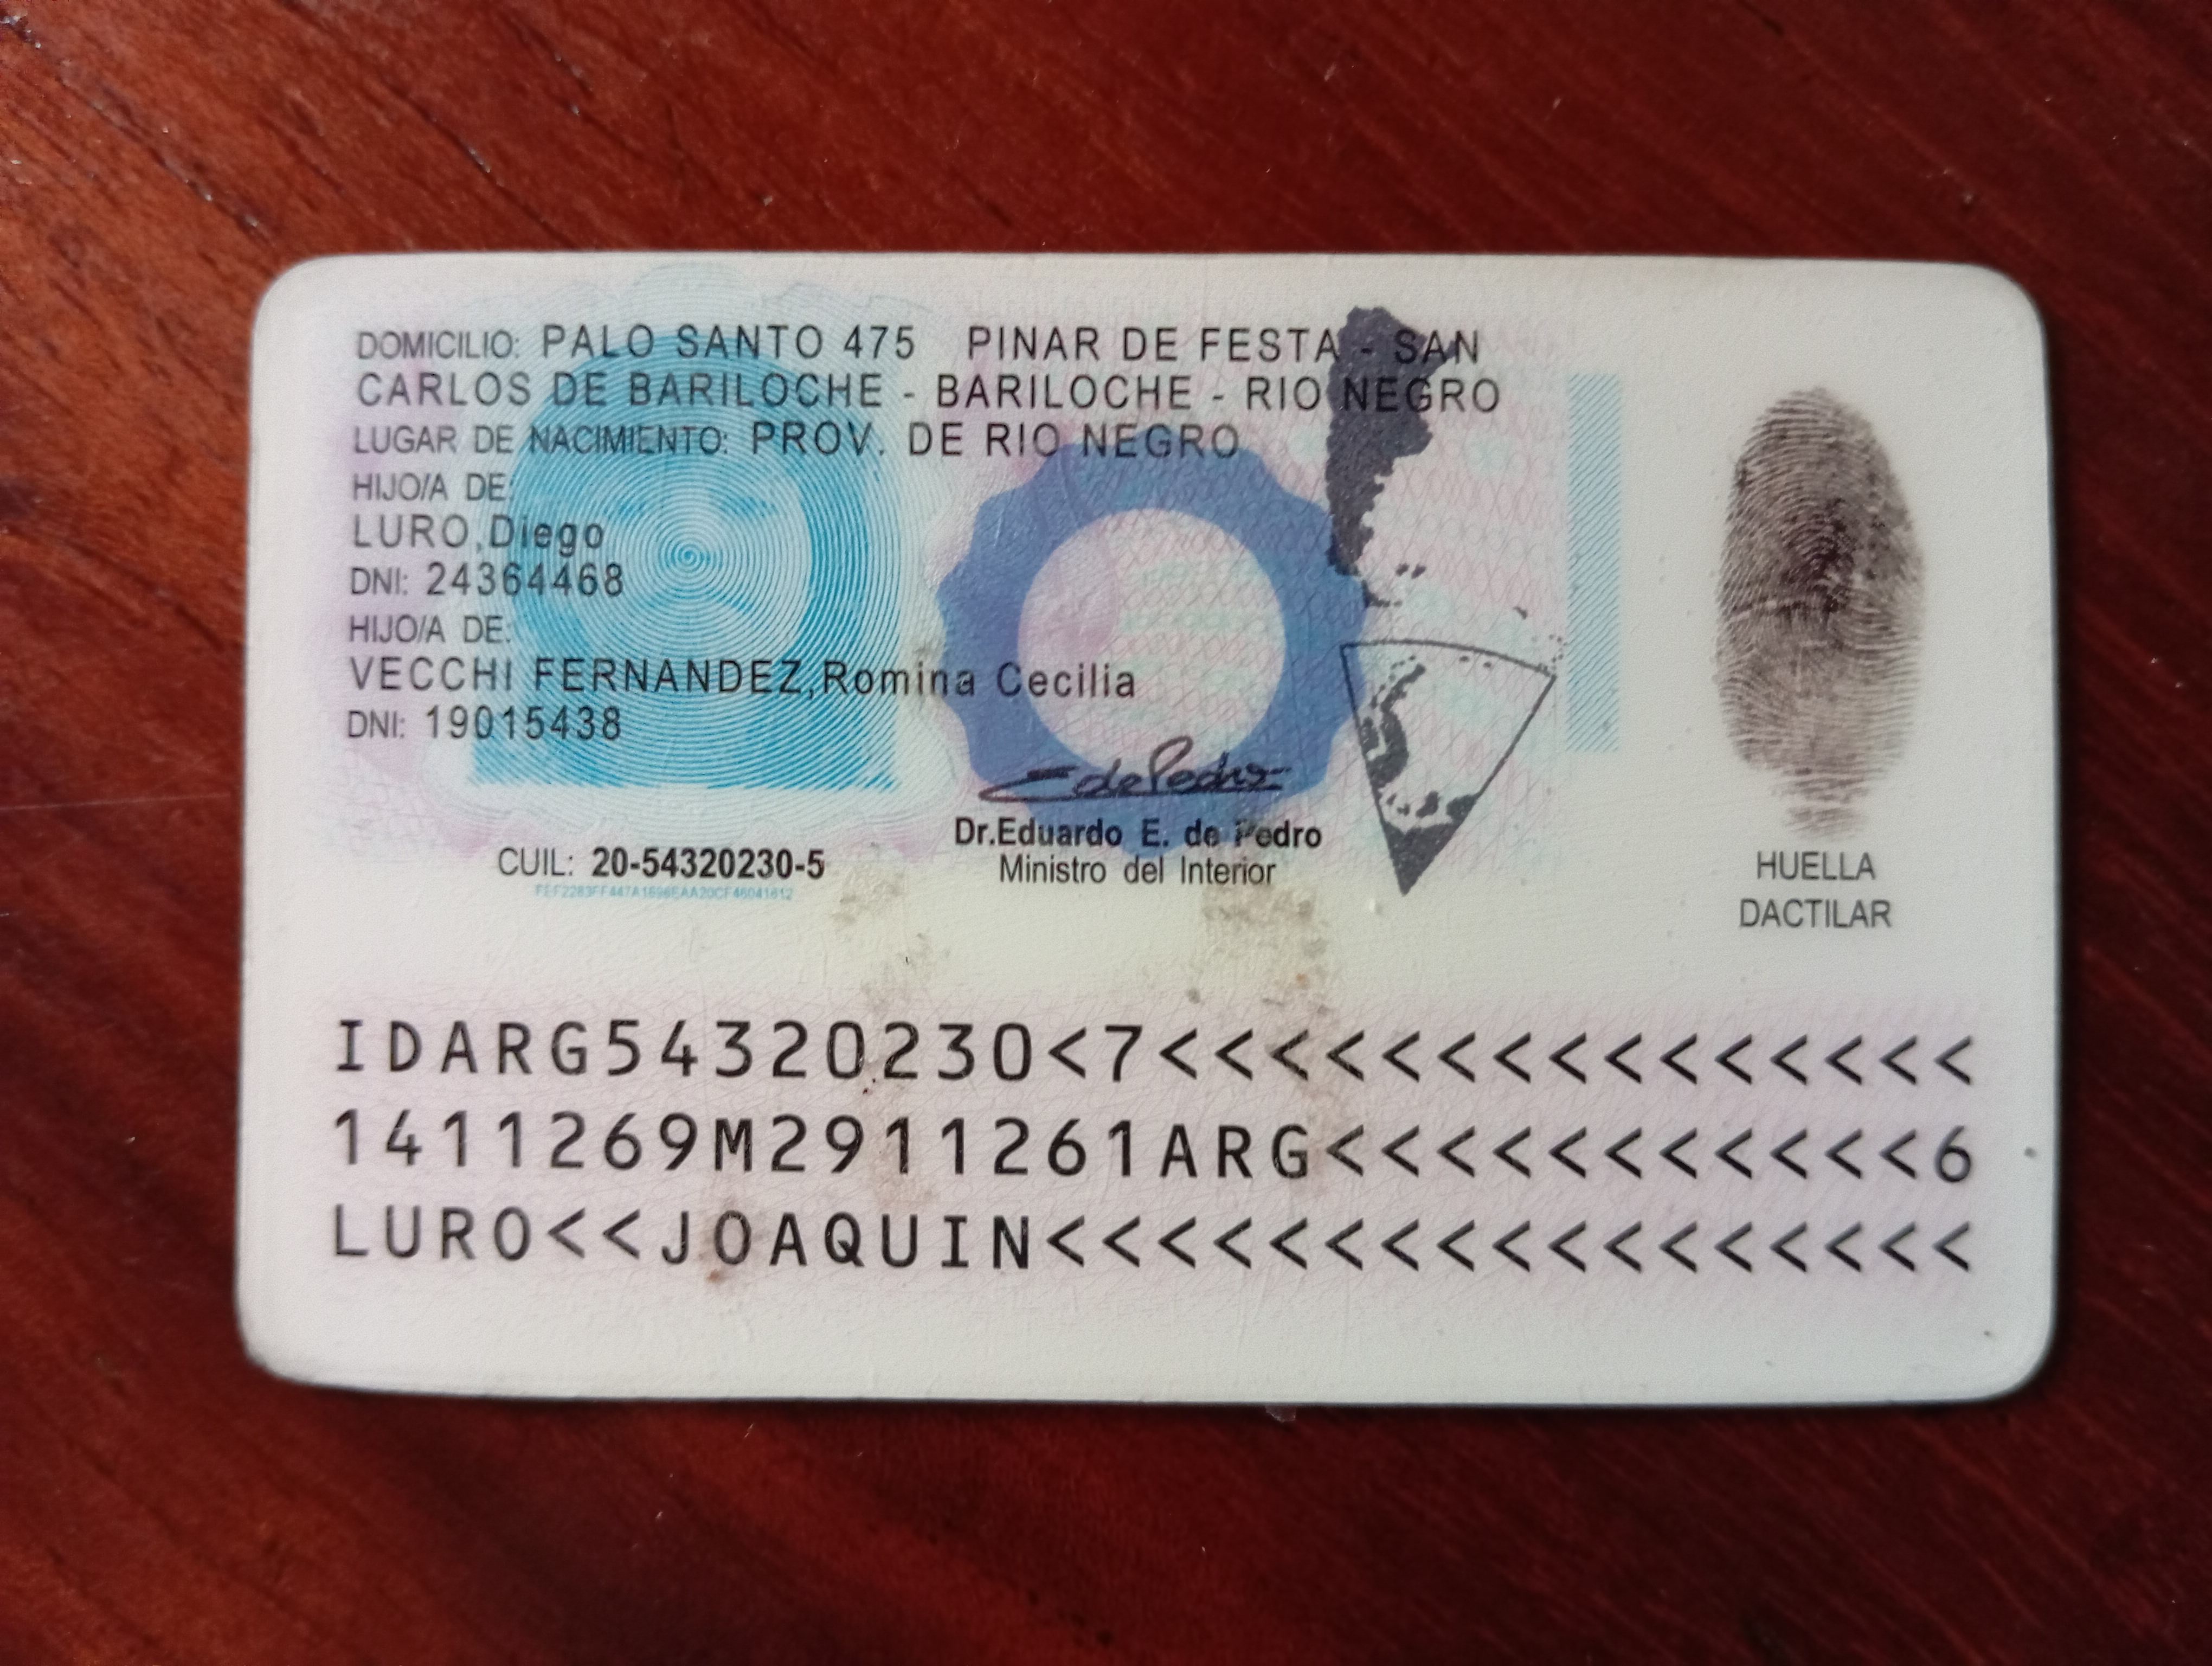 DOMICILIO: PALO SANTO 475 PINAR DE FESTA - SAN
CARLOS DE BARILOCHE - BARILOCHE - RIO NEGRO
LUGAR DE NACIMIENTO: PROV. DE RIO NEGRO
HIJO/A DE:
LURO,Diego
DNI: 24364468
HIJO/A DE:
VECCHI FERNANDEZ,Romina Cecilia
DNI: 19015438
E de Pedro
Dr.Eduardo E. de Pedro
Ministro del Interior
CUIL: 20-54320230-5
HUELLA
DACTILAR
IDARG54320230<7<<<<<<<<<<<<<<<
1411269M2911261ARG<<<<<<<<<<<6
LURO<<JOAQUIN<<<<<<<<<<<<<<<<<